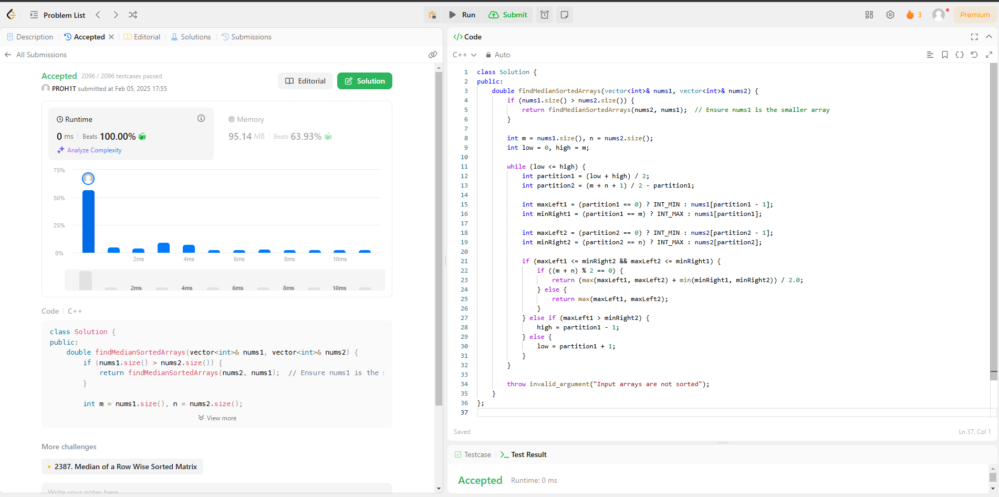 Problem List
Run
Submit
3
Premium
Description
Accepted
Editorial
Solutions
Submissions
All Submissions
Accepted 2096 / 2096 testcases passed
PROH1T submitted at Feb 05, 2025 17:55
Editorial
Solution
Runtime
0 ms Beats 100.00%
Analyze Complexity
Memory
95.14 MB Beats 63.93%
75%
50%
25%
0%
2ms 4ms 6ms 8ms 10ms
2ms 4ms 6ms 8ms 10ms
Code C++
class Solution {
public:
    double findMedianSortedArrays(vector<int>& nums1, vector<int>& nums2) {
        if (nums1.size() > nums2.size()) {
            return findMedianSortedArrays(nums2, nums1);  // Ensure nums1 is the
        }
        int m = nums1.size(), n = nums2.size();
View more
More challenges
2387. Median of a Row Wise Sorted Matrix
Write your notes here
</> Code
C++ Auto
1 class Solution {
2 public:
3     double findMedianSortedArrays(vector<int>& nums1, vector<int>& nums2) {
4         if (nums1.size() > nums2.size()) {
5             return findMedianSortedArrays(nums2, nums1);  // Ensure nums1 is the smaller array
6         }
7
8         int m = nums1.size(), n = nums2.size();
9         int low = 0, high = m;
10
11         while (low <= high) {
12             int partition1 = (low + high) / 2;
13             int partition2 = (m + n + 1) / 2 - partition1;
14
15             int maxLeft1 = (partition1 == 0) ? INT_MIN : nums1[partition1 - 1];
16             int minRight1 = (partition1 == m) ? INT_MAX : nums1[partition1];
17
18             int maxLeft2 = (partition2 == 0) ? INT_MIN : nums2[partition2 - 1];
19             int minRight2 = (partition2 == n) ? INT_MAX : nums2[partition2];
20
21             if (maxLeft1 <= minRight2 && maxLeft2 <= minRight1) {
22                 if ((m + n) % 2 == 0) {
23                     return (max(maxLeft1, maxLeft2) + min(minRight1, minRight2)) / 2.0;
24                 } else {
25                     return max(maxLeft1, maxLeft2);
26                 }
27             } else if (maxLeft1 > minRight2) {
28                 high = partition1 - 1;
29             } else {
30                 low = partition1 + 1;
31             }
32         }
33
34         throw invalid_argument("Input arrays are not sorted");
35     }
36 };
37
Saved
Ln 37, Col 1
Testcase
Test Result
Accepted Runtime: 0 ms